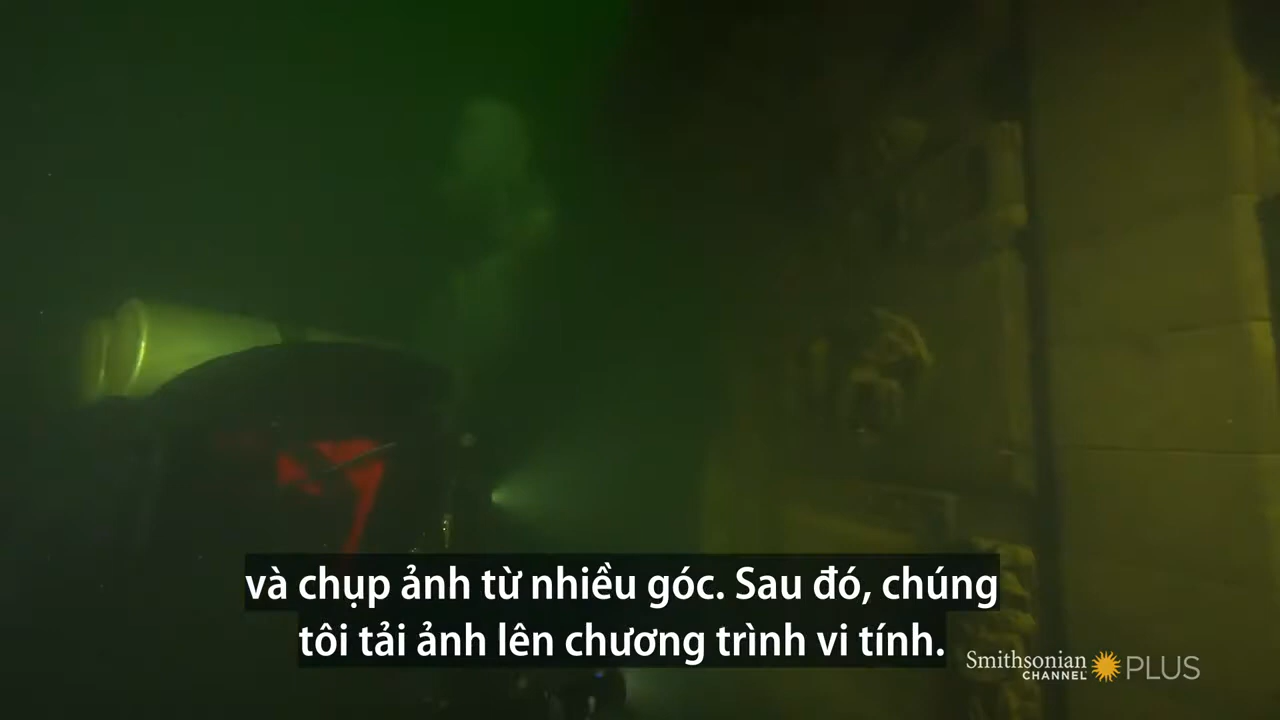 và chụp ảnh từ nhiều góc. Sau đó, chúng
tôi tải ảnh lên chương trình vi tính.
Smithsonian
CHANNEL PLUS